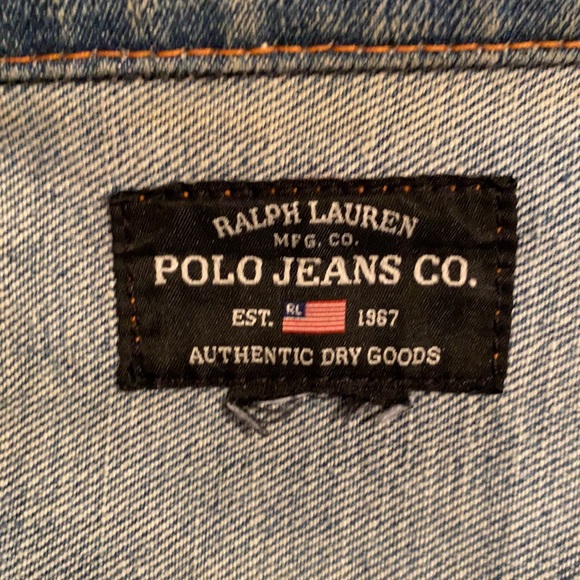 RALPH LAUREN
MFG. CO.
POLO JEANS CO.
EST. RL 1967
AUTHENTIC DRY GOODS